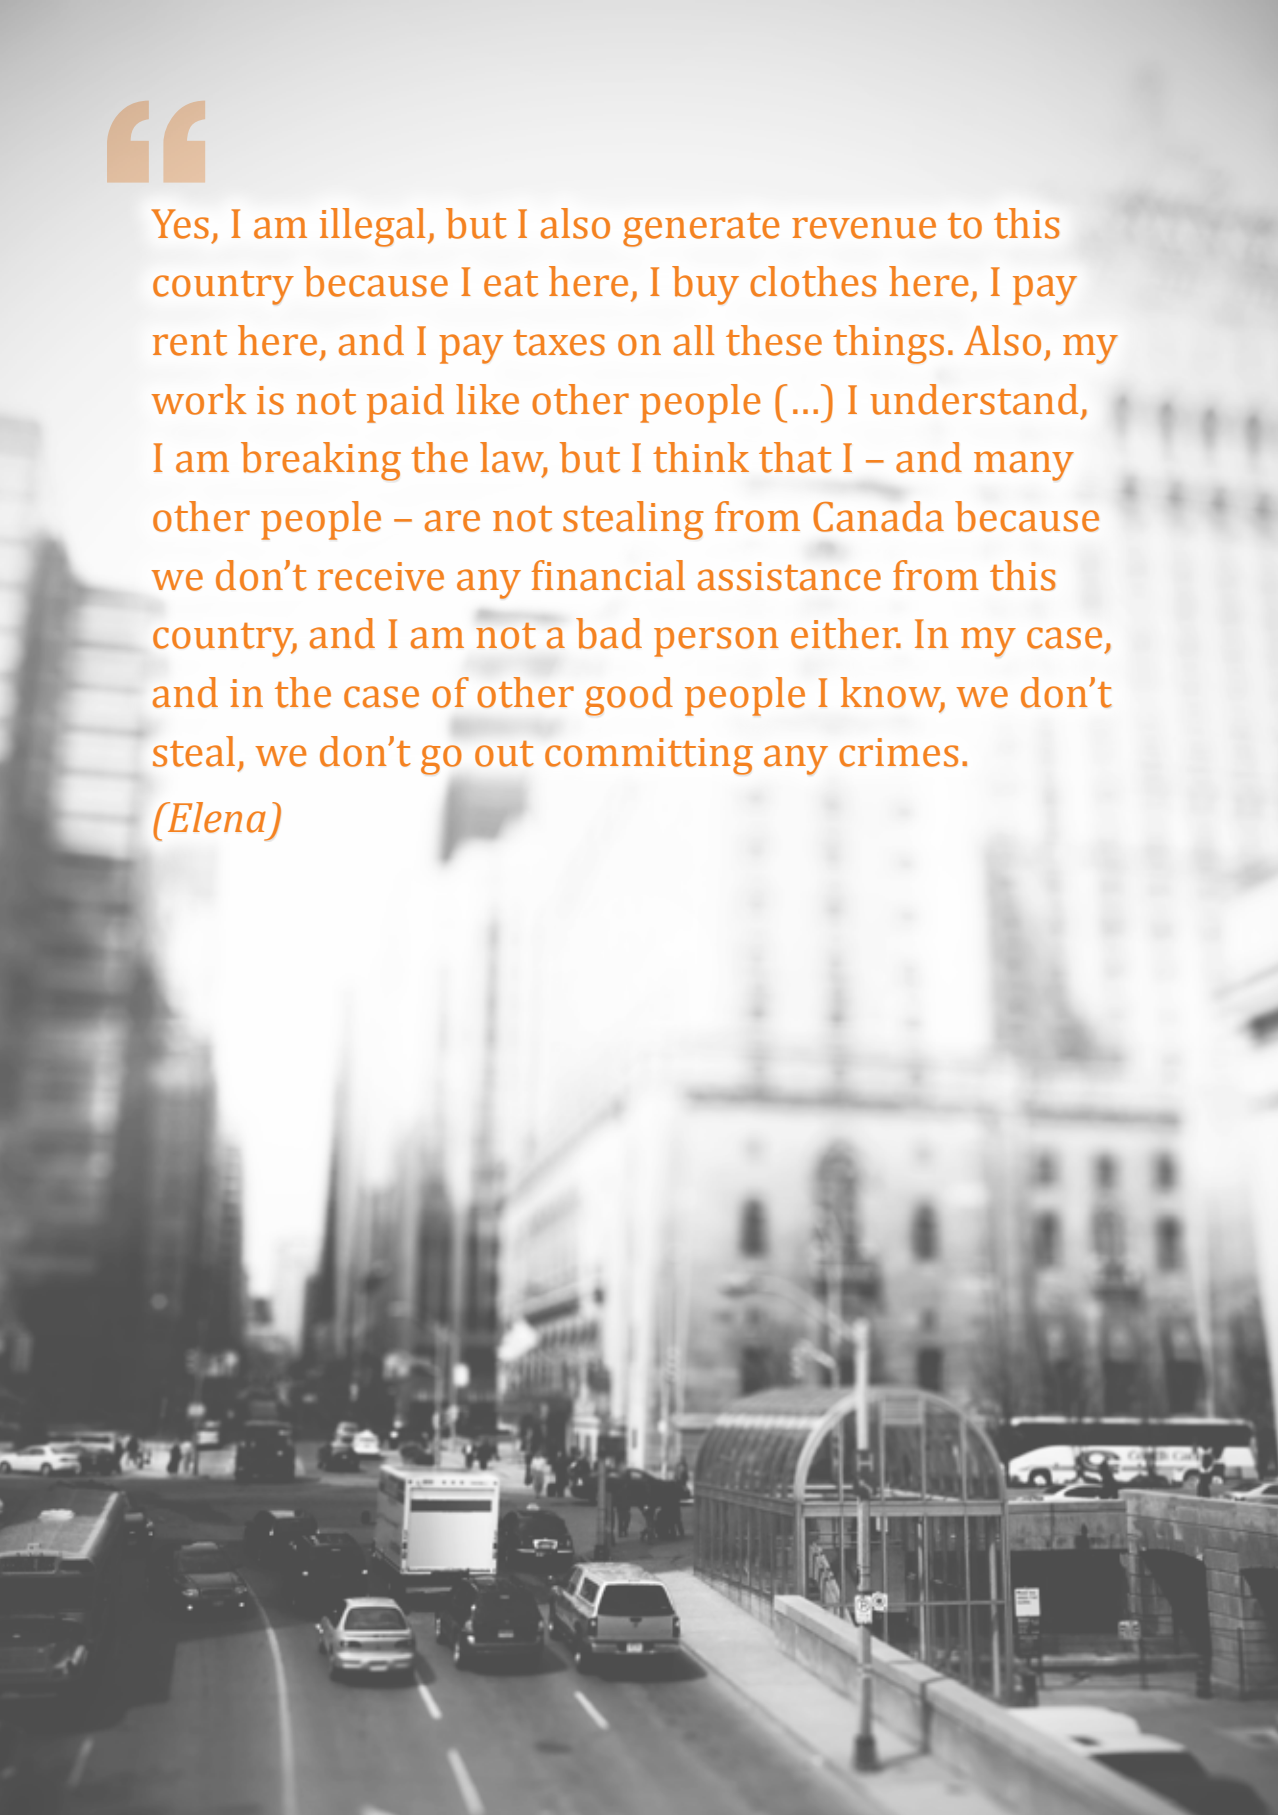 “
Yes, I am illegal, but I also generate revenue to this
country because I eat here, I buy clothes here, I pay
rent here, and I pay taxes on all these things. Also, my
work is not paid like other people (…) I understand,
I am breaking the law, but I think that I – and many
other people – are not stealing from Canada because
we don’t receive any financial assistance from this
country, and I am not a bad person either. In my case,
and in the case of other good people I know, we don’t
steal, we don’t go out committing any crimes.
(Elena)